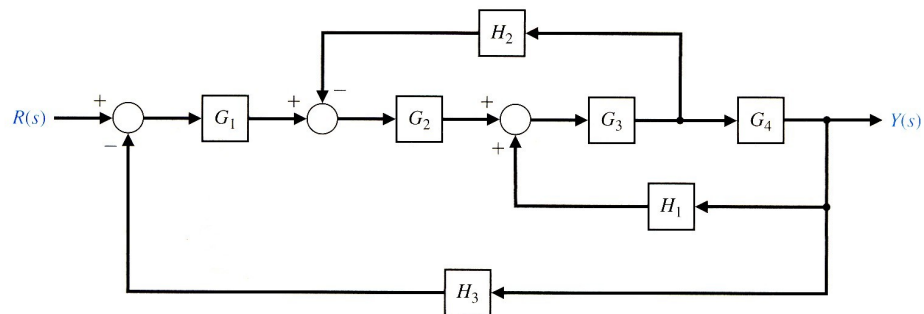 H₂
+ − + +
R(s) G₁ G₂ G₃ G₄ Y(s)
− +
H₁
H₃